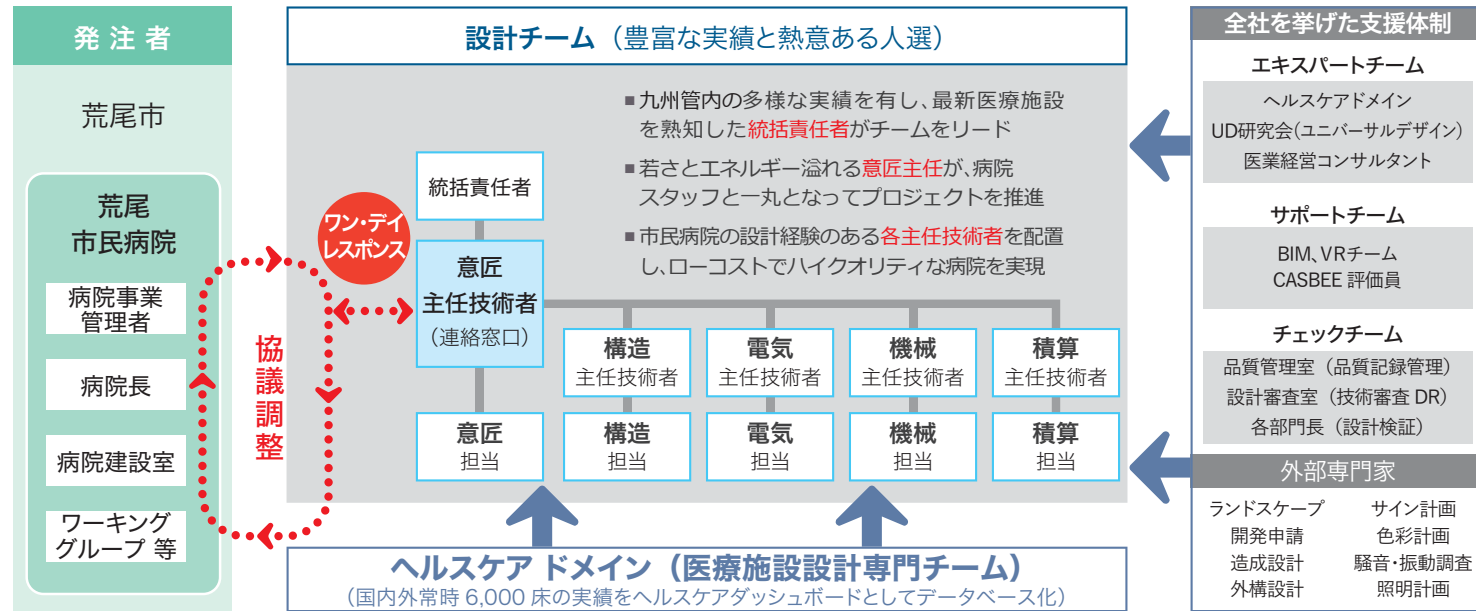 発注者
荒尾市
荒尾
市民病院
病院事業
管理者
病院長
病院建設室
ワーキング
グループ 等
協議調整
ワン・デイ
レスポンス
設計チーム（豊富な実績と熱意ある人選）
■九州管内の多様な実績を有し、最新医療施設
を熟知した統括責任者がチームをリード
■若さとエネルギー溢れる意匠主任が、病院
スタッフと一丸となってプロジェクトを推進
■市民病院の設計経験のある各主任技術者を配置
し、ローコストでハイクオリティな病院を実現
統括責任者
意匠
主任技術者
（連絡窓口）
構造
主任技術者
電気
主任技術者
機械
主任技術者
積算
主任技術者
意匠
担当
構造
担当
電気
担当
機械
担当
積算
担当
ヘルスケア ドメイン（医療施設設計専門チーム）
（国内外常時 6,000 床の実績をヘルスケアダッシュボードとしてデータベース化）
全社を挙げた支援体制
エキスパートチーム
ヘルスケアドメイン
UD研究会（ユニバーサルデザイン）
医業経営コンサルタント
サポートチーム
BIM、VRチーム
CASBEE 評価員
チェックチーム
品質管理室（品質記録管理）
設計審査室（技術審査 DR）
各部門長（設計検証）
外部専門家
ランドスケープ サイン計画
開発申請 色彩計画
造成設計 騒音・振動調査
外構設計 照明計画